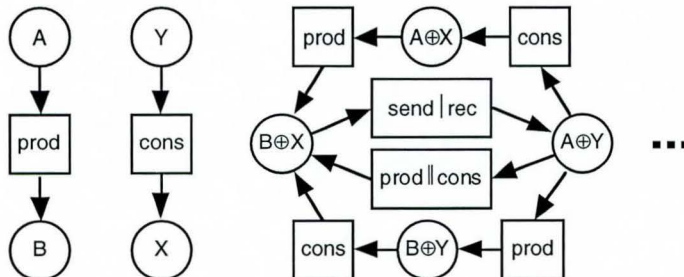 A
Y
prod
A⊕X
cons
prod
cons
B⊕X
send | rec
A⊕Y
prod || cons
...
B
X
cons
B⊕Y
prod